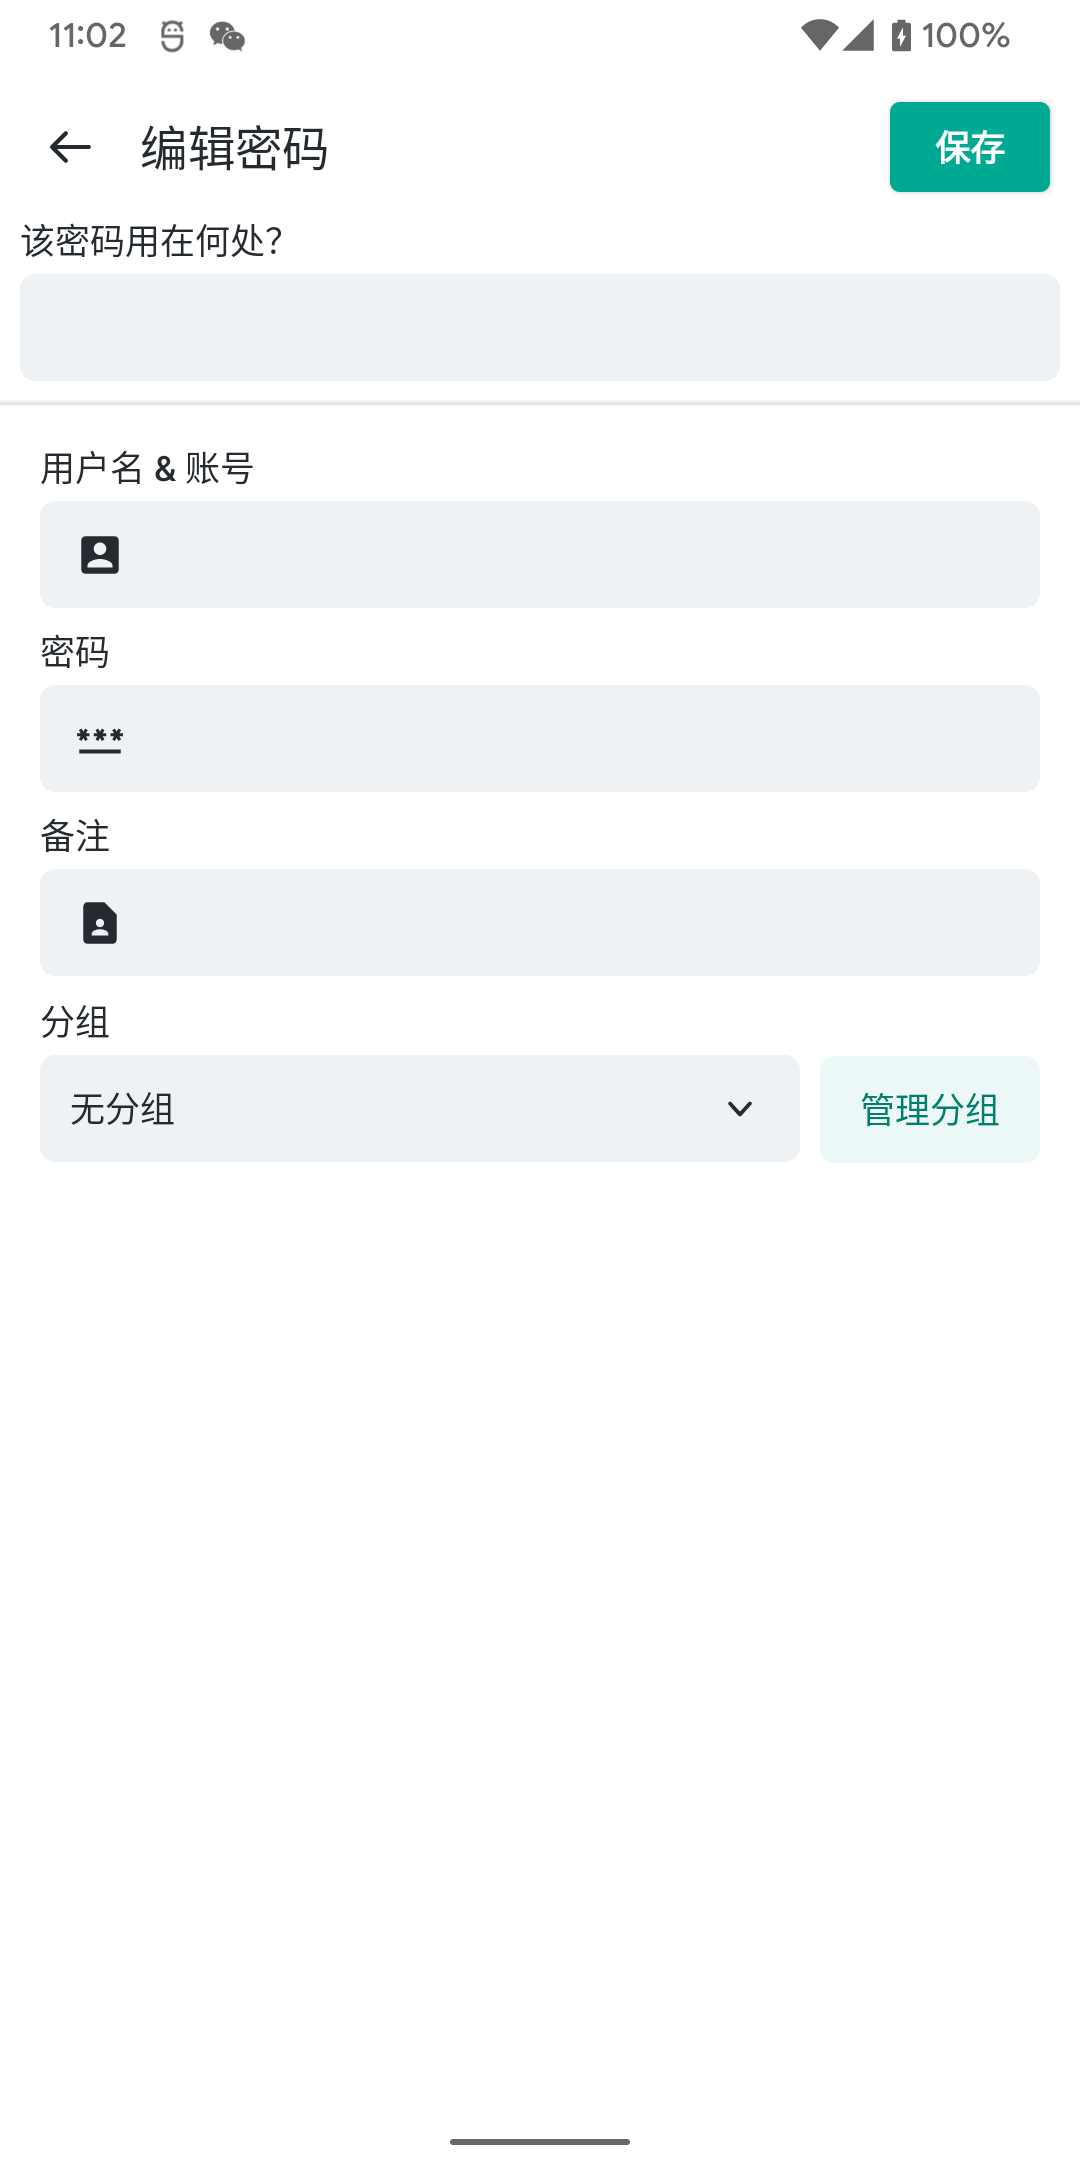 11:02
100%
编辑密码
保存
该密码用在何处?
用户名 & 账号
密码
***
备注
分组
无分组
管理分组